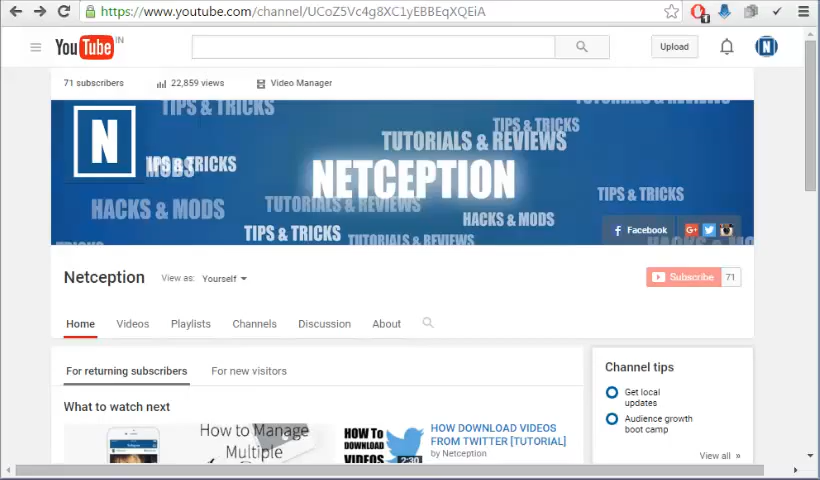 https://www.youtube.com/channel/UCoZ5Vc4g8XC1yEBBEqXQEiA
1
YouTube IN
Upload
N
71 subscribers
22,859 views
Video Manager
TIPS & TRICKS
TIPS & TRICKS
TUTORIALS & REVIEWS
N
TIPS & TRICKS
MODS
NETCEPTION
TIPS & TRICKS
HACKS & MODS
TUTORIALS & REVIEWS
HACKS & MODS
TIPS & TRICKS
TUTORIALS & REVIEWS
Facebook
Netception
View as: Yourself
Subscribe 71
Home Videos Playlists Channels Discussion About
For returning subscribers
For new visitors
Channel tips
Get local
updates
Audience growth
boot camp
View all »
What to watch next
How to Manage
Multiple
HOW TO
DOWNLOAD
VIDEOS
2:30
HOW DOWNLOAD VIDEOS
FROM TWITTER [TUTORIAL]
by Netception